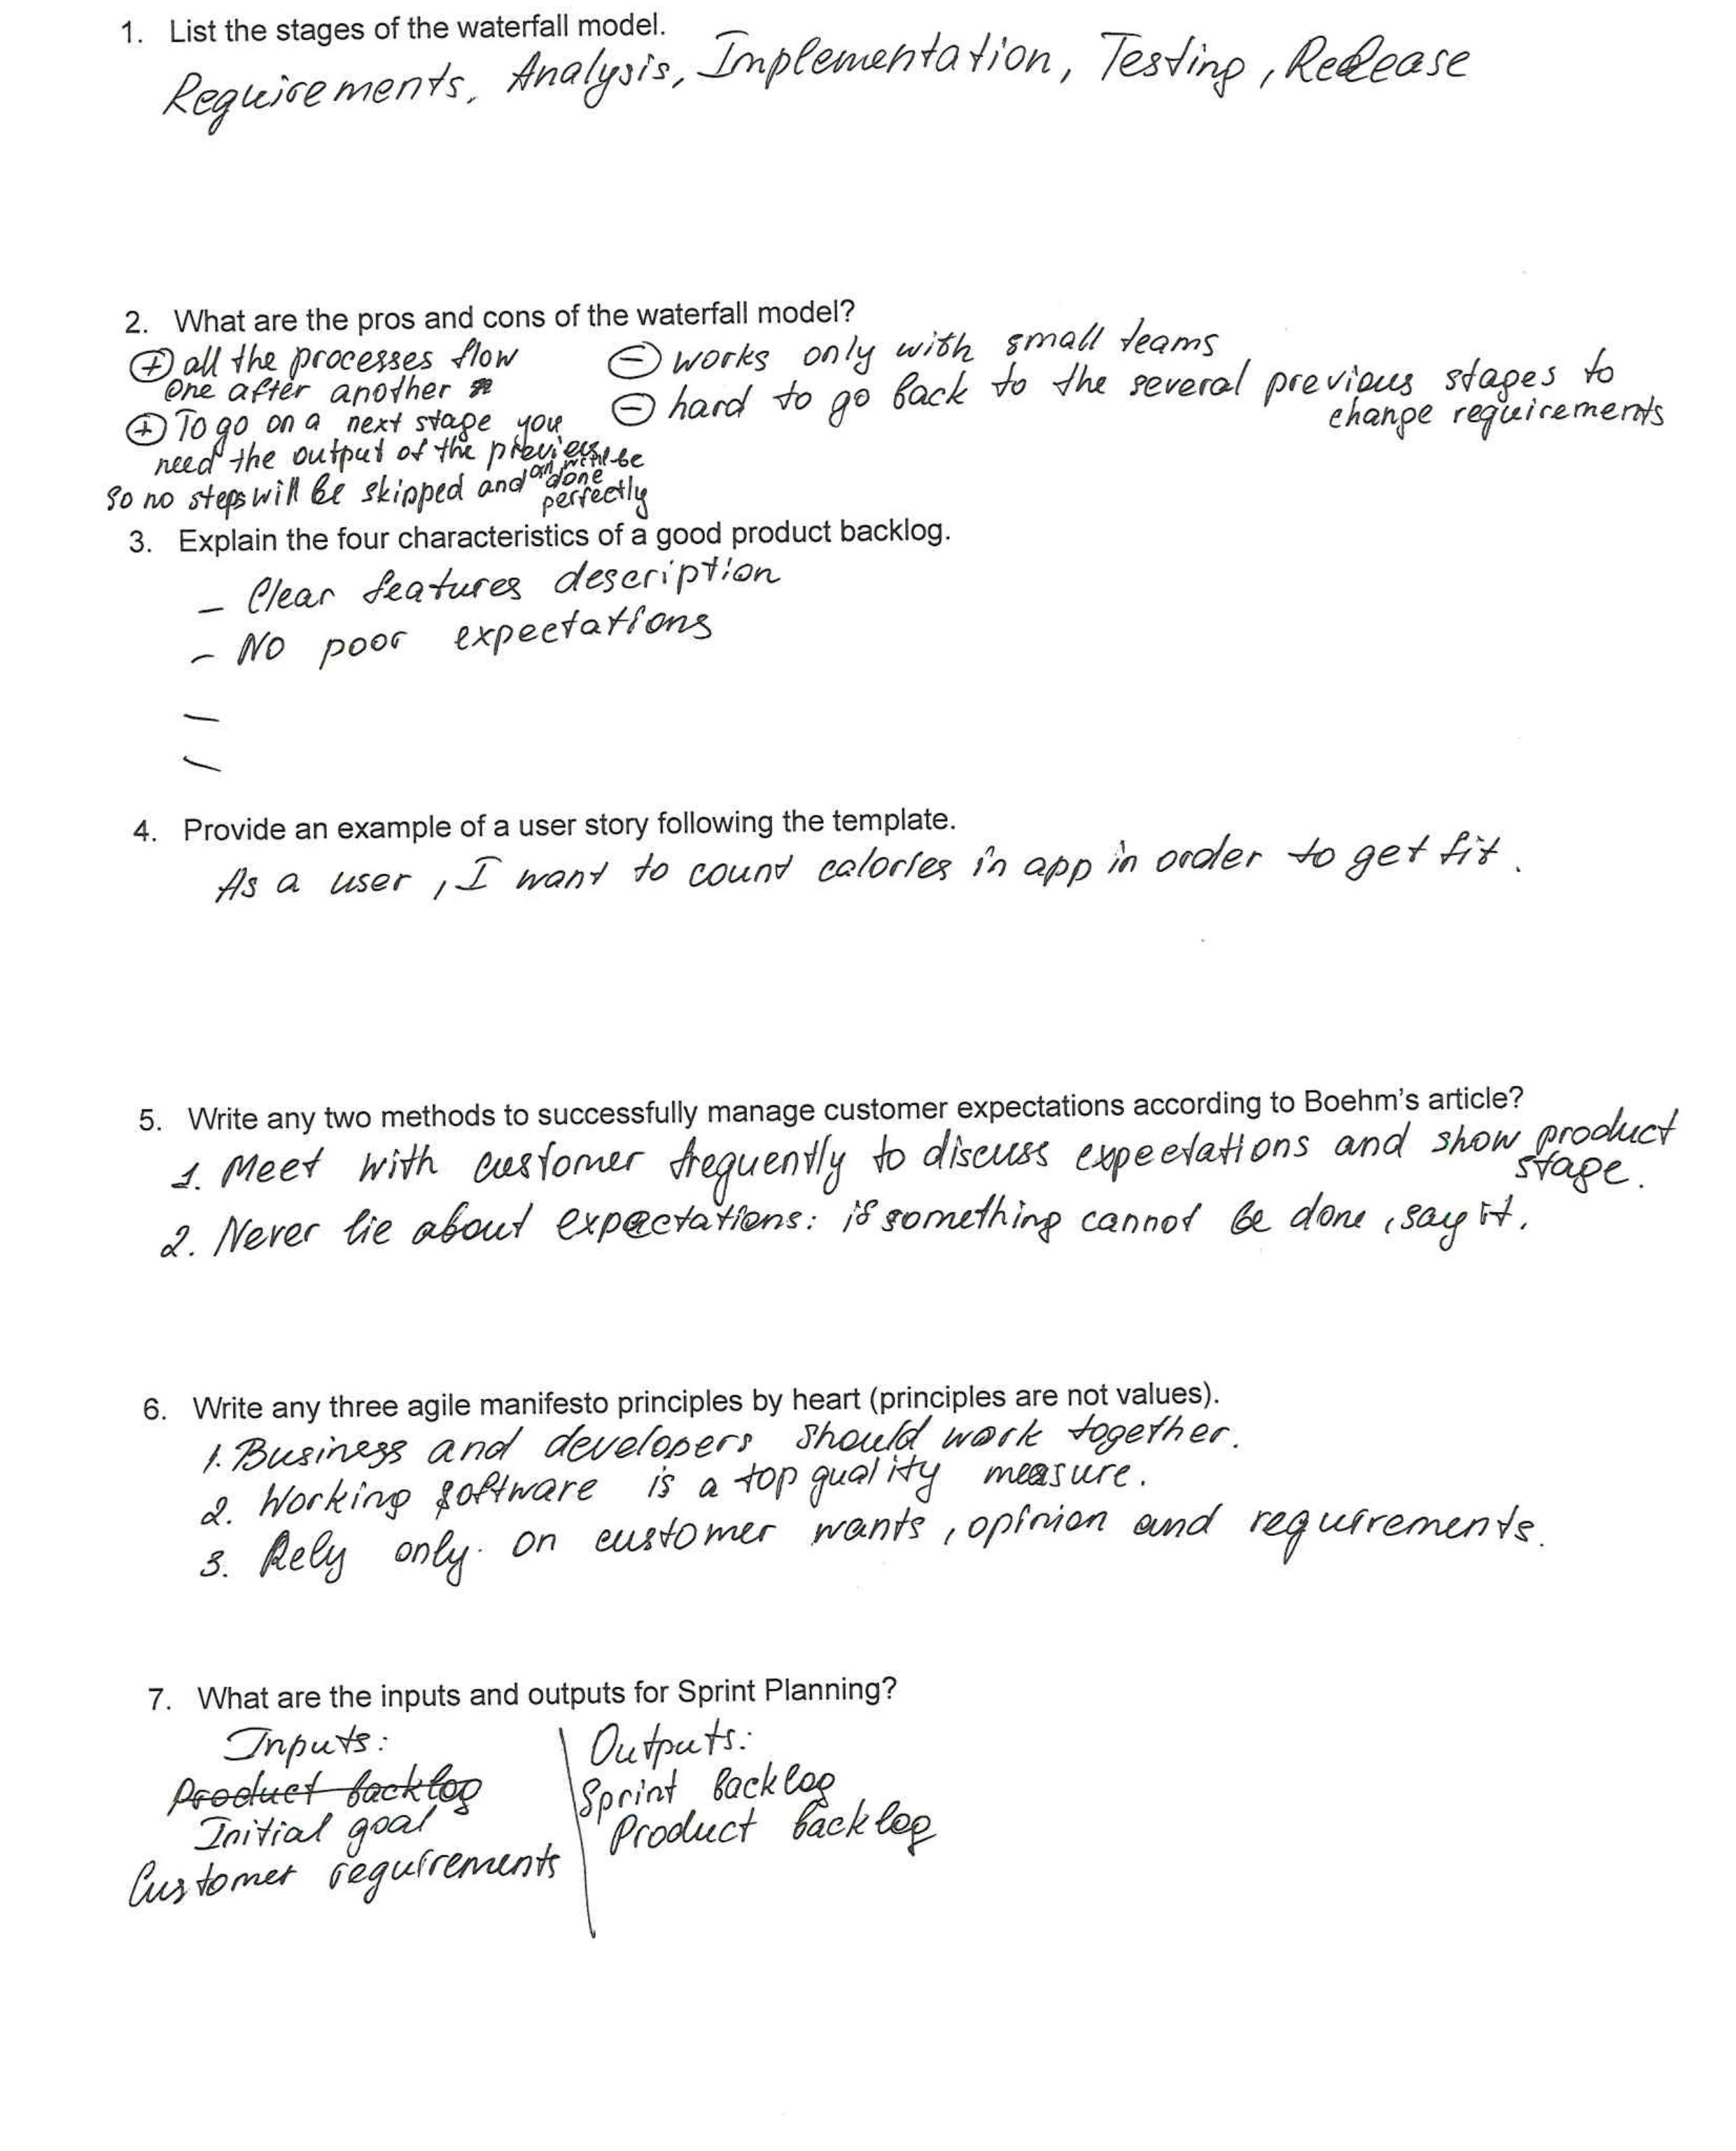 1. List the stages of the waterfall model.
Requirements, Analysis, Implementation, Testing, Release
2. What are the pros and cons of the waterfall model?
+ all the processes flow
one after another
+ To go on a next stage you
need the output of the previous
So no steps will be skipped and all will be
done
perfectly
- works only with small teams
- hard to go back to the several previous stages to
change requirements
3. Explain the four characteristics of a good product backlog.
- Clear features description
- No poor expectations
-
-
4. Provide an example of a user story following the template.
As a user, I want to count calories in app in order to get fit.
5. Write any two methods to successfully manage customer expectations according to Boehm's article?
1. Meet with customer frequently to discuss expectations and show product
stage.
2. Never lie about expectations: if something cannot be done, say it.
6. Write any three agile manifesto principles by heart (principles are not values).
1. Business and developers should work together.
2. Working software is a top quality measure.
3. Rely only on customer wants, opinion and requirements.
7. What are the inputs and outputs for Sprint Planning?
Inputs:
Product backlog
Initial goal
Customer requirements
Outputs:
Sprint Backlog
Product backlog